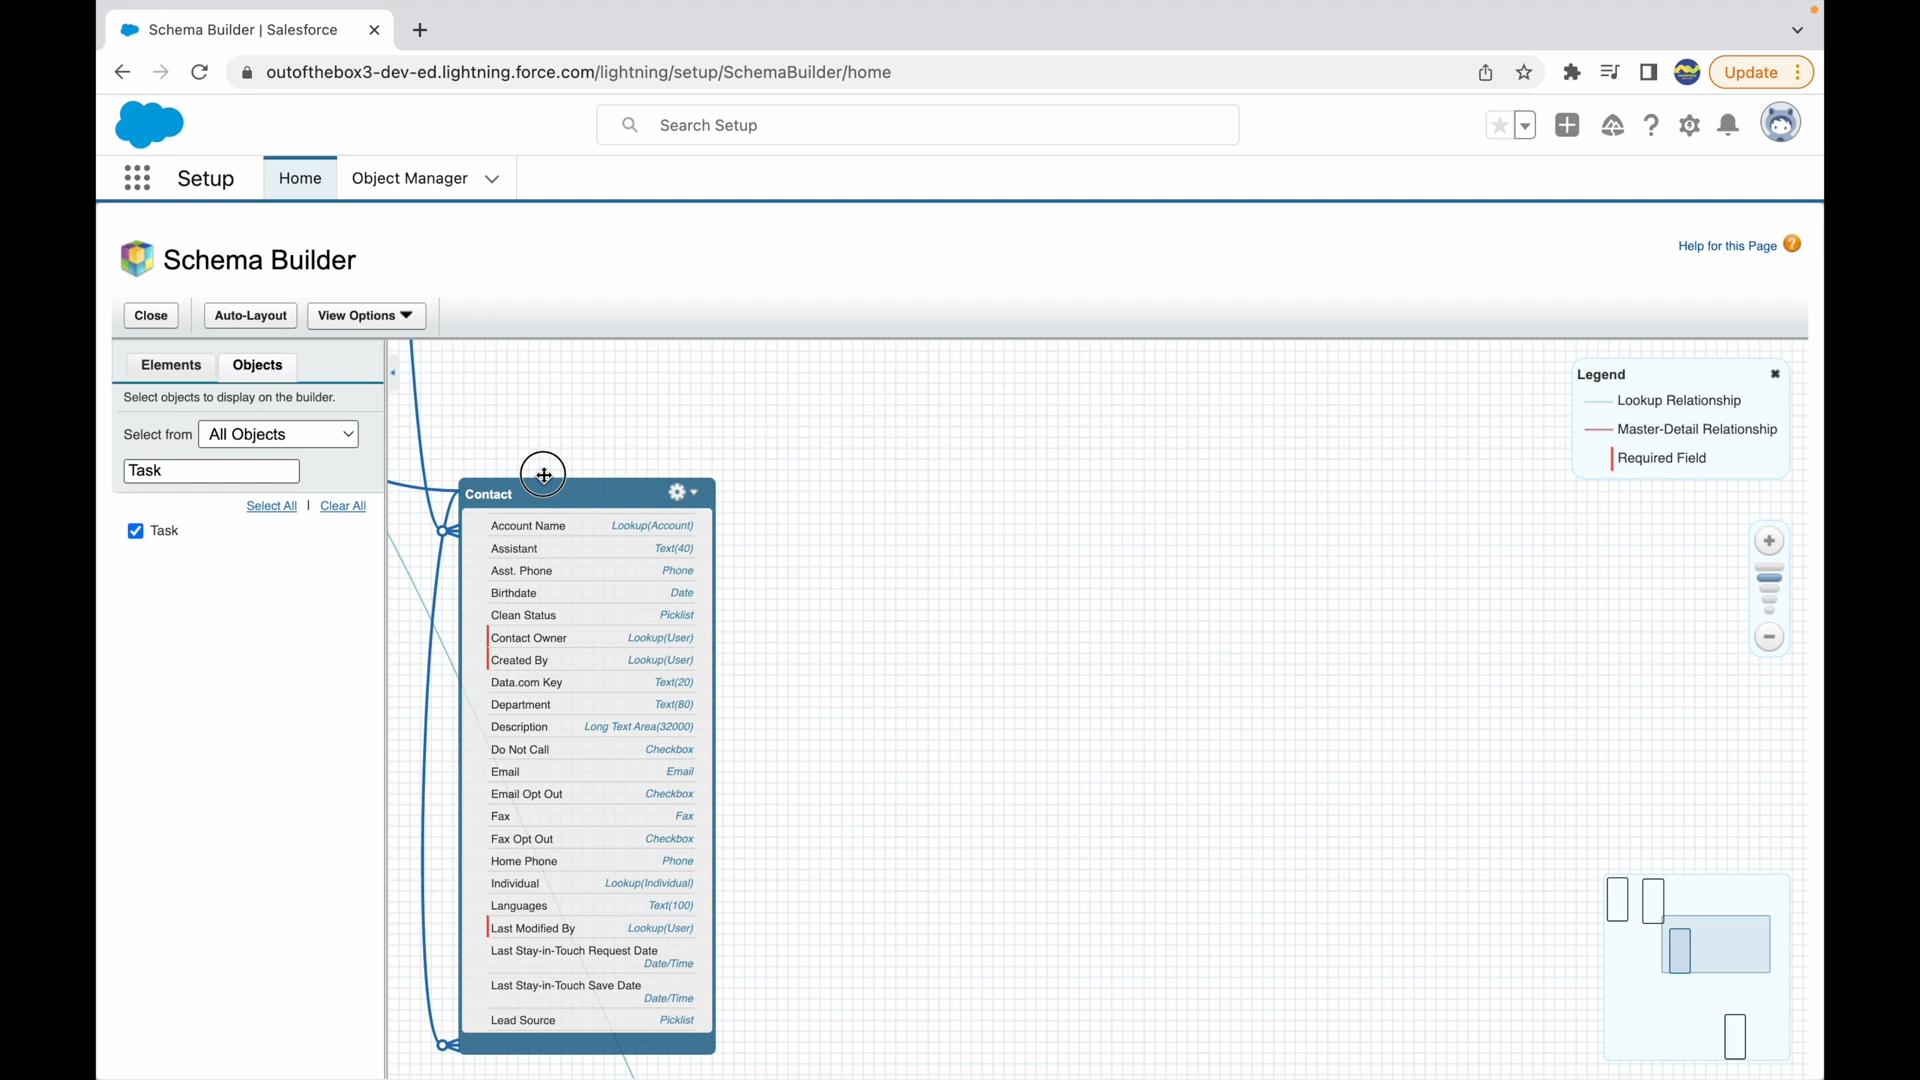 Schema Builder | Salesforce
outofthebox3-dev-ed.lightning.force.com/lightning/setup/SchemaBuilder/home
Update
Search Setup
Setup
Home
Object Manager
Schema Builder
Help for this Page
Close
Auto-Layout
View Options
Elements
Objects
Select objects to display on the builder.
Select from All Objects
Task
Select All | Clear All
Task
Contact
Account Name Lookup(Account)
Assistant Text(40)
Asst. Phone Phone
Birthdate Date
Clean Status Picklist
Contact Owner Lookup(User)
Created By Lookup(User)
Data.com Key Text(20)
Department Text(80)
Description Long Text Area(32000)
Do Not Call Checkbox
Email Email
Email Opt Out Checkbox
Fax Fax
Fax Opt Out Checkbox
Home Phone Phone
Individual Lookup(Individual)
Languages Text(100)
Last Modified By Lookup(User)
Last Stay-in-Touch Request Date
Date/Time
Last Stay-in-Touch Save Date
Date/Time
Lead Source Picklist
Legend
Lookup Relationship
Master-Detail Relationship
Required Field